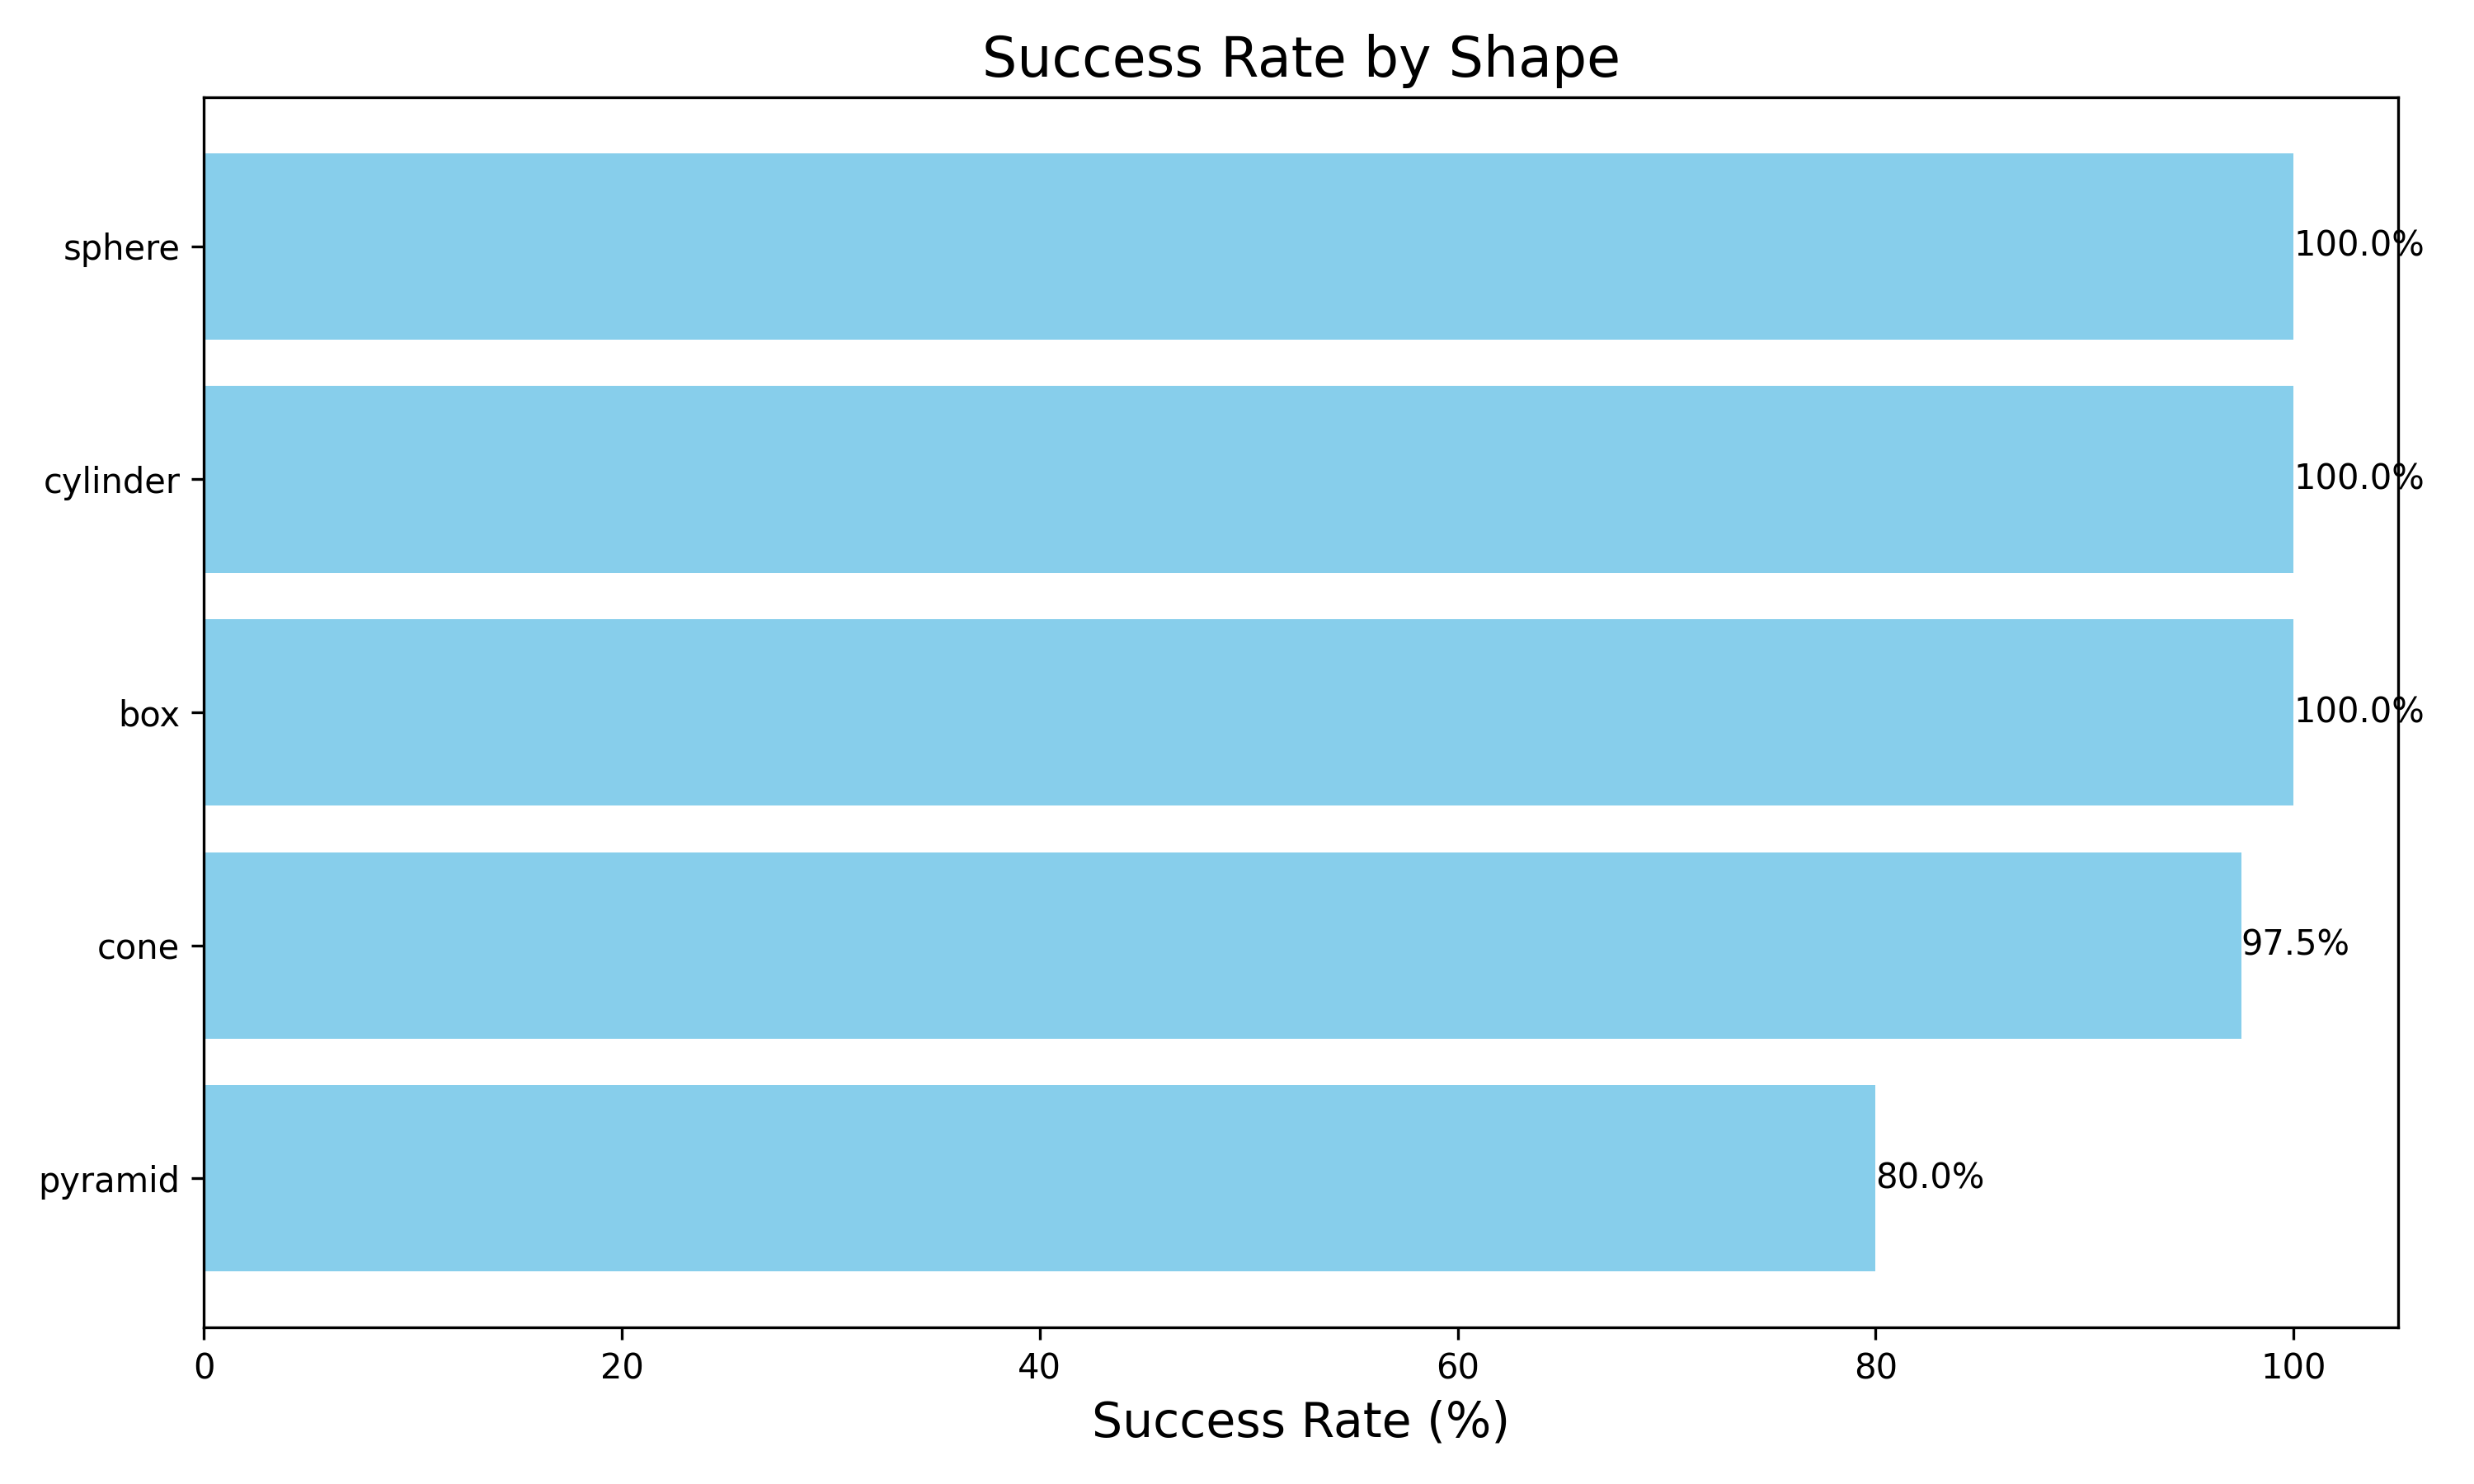 Success Rate by Shape
sphere
100.0%
cylinder
100.0%
box
100.0%
cone
97.5%
pyramid
80.0%
0 20 40 60 80 100
Success Rate (%)